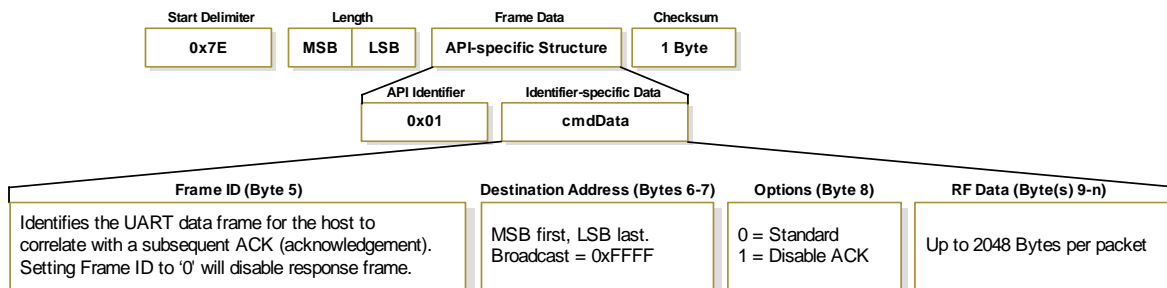 Start Delimiter
Length
Frame Data
Checksum
0x7E
MSB
LSB
API-specific Structure
1 Byte
API Identifier
Identifier-specific Data
0x01
cmdData
Frame ID (Byte 5)
Destination Address (Bytes 6-7)
Options (Byte 8)
RF Data (Byte(s) 9-n)
Identifies the UART data frame for the host to
correlate with a subsequent ACK (acknowledgement).
Setting Frame ID to ‘0' will disable response frame.
MSB first, LSB last.
Broadcast = 0xFFFF
0 = Standard
1 = Disable ACK
Up to 2048 Bytes per packet